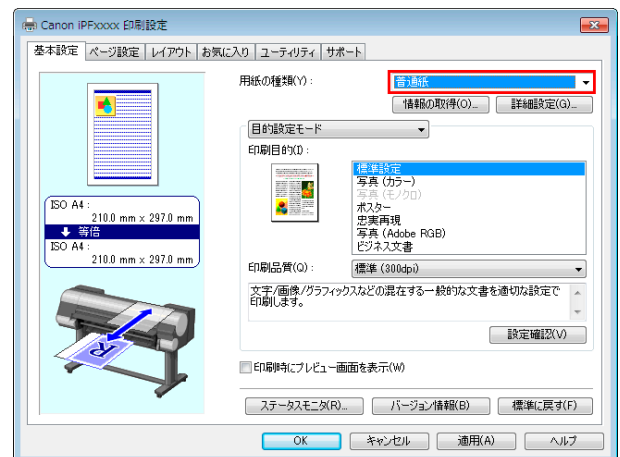 Canon iPFxxxx 印刷設定
基本設定 ページ設定 レイアウト お気に入り ユーティリティ サポート
用紙の種類(Y)：
普通紙
情報の取得(O)...
詳細設定(G)...
目的設定モード
印刷目的(I)：
標準設定
写真 (カラー)
写真 (モノクロ)
ポスター
忠実再現
写真 (Adobe RGB)
ビジネス文書
ISO A4 :
210.0 mm x 297.0 mm
等倍
ISO A4 :
210.0 mm x 297.0 mm
印刷品質(Q)：
標準 (300dpi)
文字/画像/グラフィックスなどの混在する一般的な文書を適切な設定で
印刷します。
設定確認(V)
印刷時にプレビュー画面を表示(W)
ステータスモニタ(R)...
バージョン情報(B)
標準に戻す(F)
OK
キャンセル
適用(A)
ヘルプ